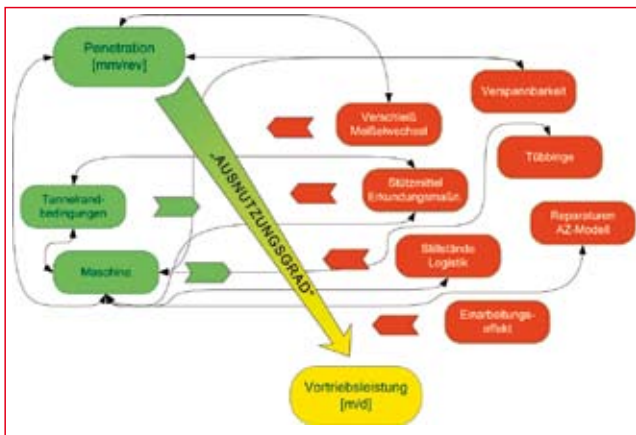 Penetration
[mm/rev]
Verspannbarkeit
Verschleiß
Meißelwechsel
Tübbinge
Stützmittel
Erkundungsmaßn.
Tunnelrand-
bedingungen
Reparaturen
AZ-Modell
Stillstände
Logistik
Maschine
„AUSNUTZUNGSGRAD“
Einarbeitungs-
effekt
Vortriebsleistung
[m/d]